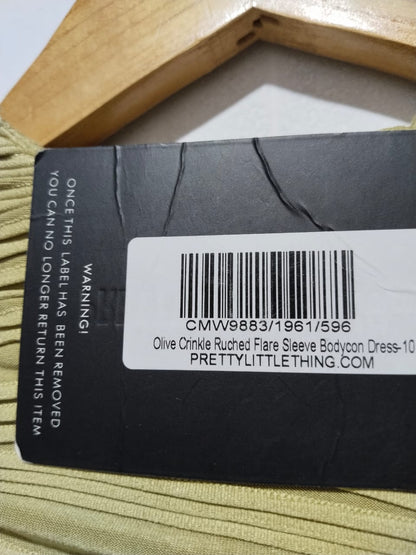 WARNING!
ONCE THIS LABEL HAS BEEN REMOVED
YOU CAN NO LONGER RETURN THIS ITEM
CMW9883/1961/596
Olive Crinkle Ruched Flare Sleeve Bodycon Dress-10
PRETTYLITTLETHING.COM